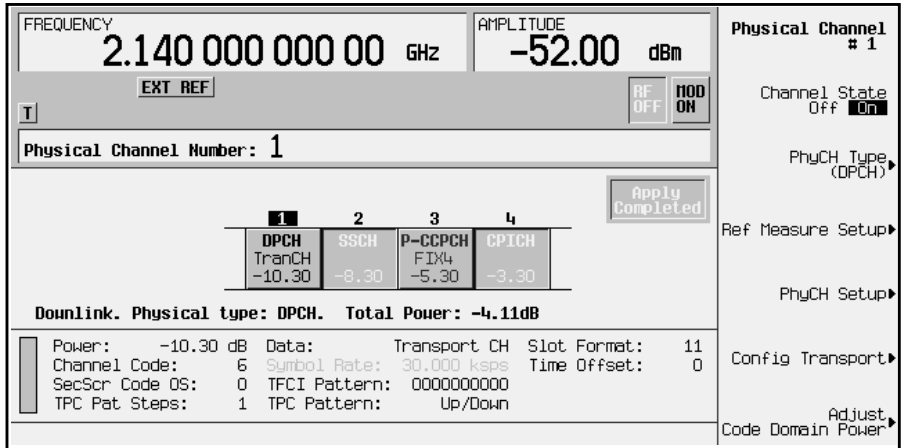 FREQUENCY
2.140 000 000 00 GHz
AMPLITUDE
-52.00 dBm
EXT REF
T
RF OFF
MOD ON
Physical Channel Number: 1
Apply Completed
1 2 3 4
DPCH SSCH P-CCPCH CPICH
TranCH FIX4
-10.30 -8.30 -5.30 -3.30
Downlink. Physical type: DPCH. Total Power: -4.11dB
Power: -10.30 dB Data: Transport CH Slot Format: 11
Channel Code: 6 Symbol Rate: 30.000 ksps Time Offset: 0
SecScr Code OS: 0 TFCI Pattern: 0000000000
TPC Pat Steps: 1 TPC Pattern: Up/Down
Physical Channel
# 1
Channel State
Off On
PhyCH Type
(DPCH)
Ref Measure Setup
PhyCH Setup
Config Transport
Adjust
Code Domain Power